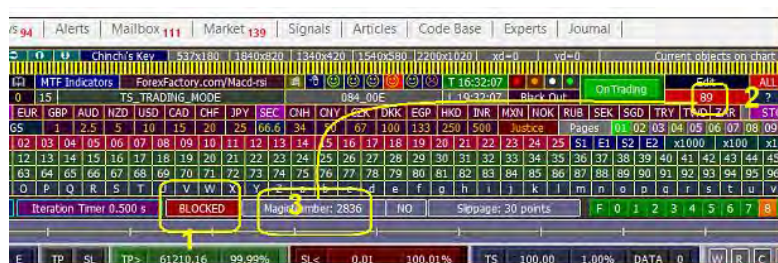 s 94 | Alerts | Mailbox 111 | Market 139 | Signals | Articles | Code Base | Experts | Journal |
Chinchi's Key 537x180 1840x820 1340x420 1540x580 2200x1020 xd=0 yd=0 Current objects on chart
MTF Indicators ForexFactory.com/Macd-rsi T 16:32:07 OnTrading Edit ALL
0 15 TS_TRADING_MODE 084_00E L 19:32:07 Black Out 89 ? 2
EUR GBP AUD NZD USD CAD CHF JPY SEC CNH CNY CZK DKK EGP HKD INR MXN NOK RUB SEK SGD TRY TWD ZAR ST
GS 1 2.5 5 10 15 20 25 66.6 34 50 67 100 133 250 500 Justice Pages 01 02 03 04 05 06 07 08 09
02 03 04 05 06 07 08 09 10 11 12 13 14 15 16 17 18 19 20 21 22 23 24 25 S1 E1 S2 E2 x1000 x100 x1
12 13 14 15 16 17 18 19 20 21 22 23 24 25 26 27 28 29 30 31 32 33 34 35 36 37 38 39 40 41 42 43 44 45
63 64 65 66 67 68 69 70 71 72 73 74 75 76 77 78 79 80 81 82 83 84 85 86 87 88 89 90 91 92 93 94 95 96
O P Q R S T U V W X Y Z a b c d e f g h i j k l m n o p q r s t u v
Iteration Timer 0.500 s BLOCKED Magic Number: 2836 3 NO Slippage: 30 points F 0 1 2 3 4 5 6 7 8
1
E TP SL TP> 61210.16 99.99% SL< 0.01 100.01% TS 100.00 1.00% DATA 0 W R C